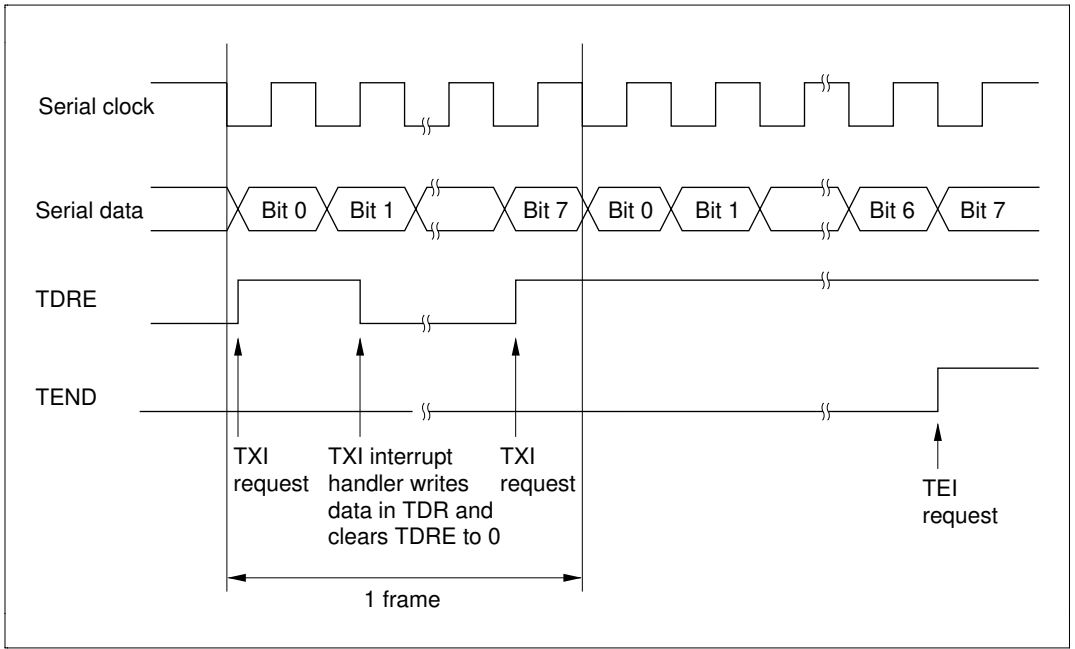 Serial clock
Serial data
Bit 0
Bit 1
Bit 7
Bit 0
Bit 1
Bit 6
Bit 7
TDRE
TEND
TXI
request
TXI interrupt
handler writes
data in TDR and
clears TDRE to 0
TXI
request
TEI
request
1 frame